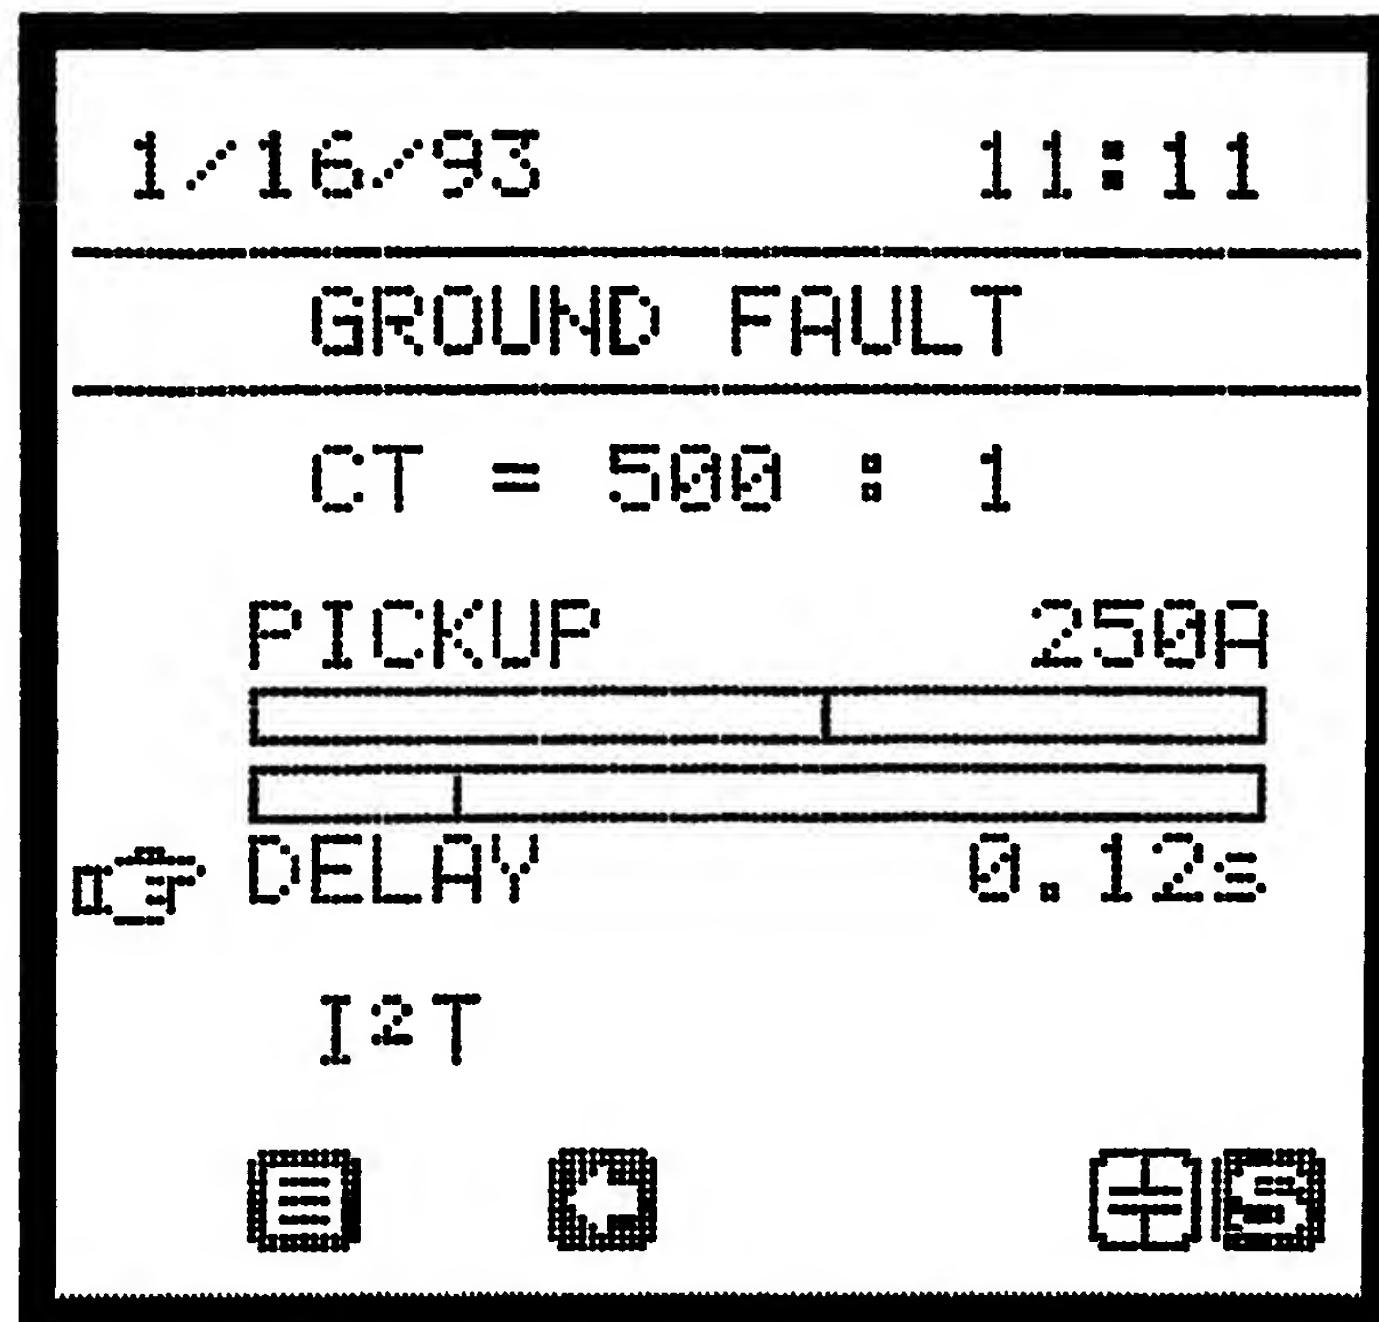 1/16/93 11:11
GROUND FAULT
CT = 500 : 1
PICKUP 250A
DELAY 0.12s
I²T